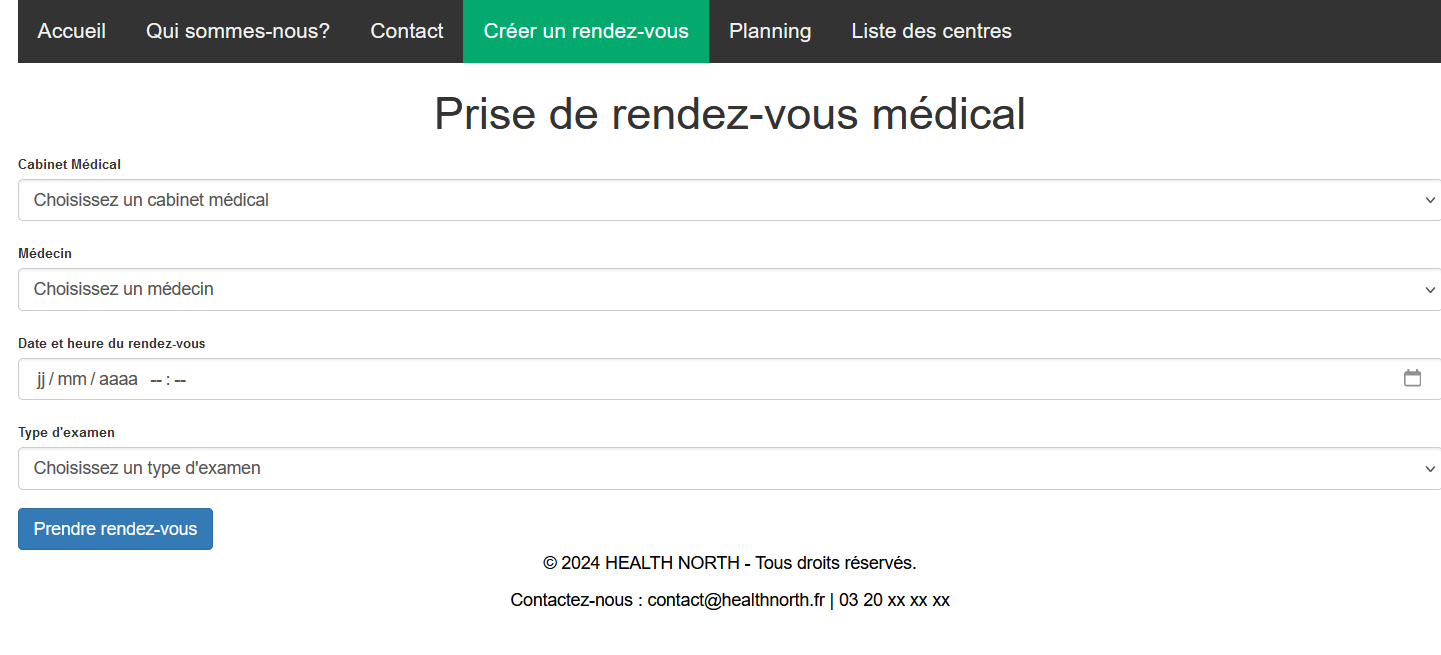 Accueil Qui sommes-nous? Contact Créer un rendez-vous Planning Liste des centres
Prise de rendez-vous médical
Cabinet Médical
Choisissez un cabinet médical
Médecin
Choisissez un médecin
Date et heure du rendez-vous
jj / mm / aaaa -- : --
Type d'examen
Choisissez un type d'examen
Prendre rendez-vous
© 2024 HEALTH NORTH - Tous droits réservés.
Contactez-nous : contact@healthnorth.fr | 03 20 xx xx xx